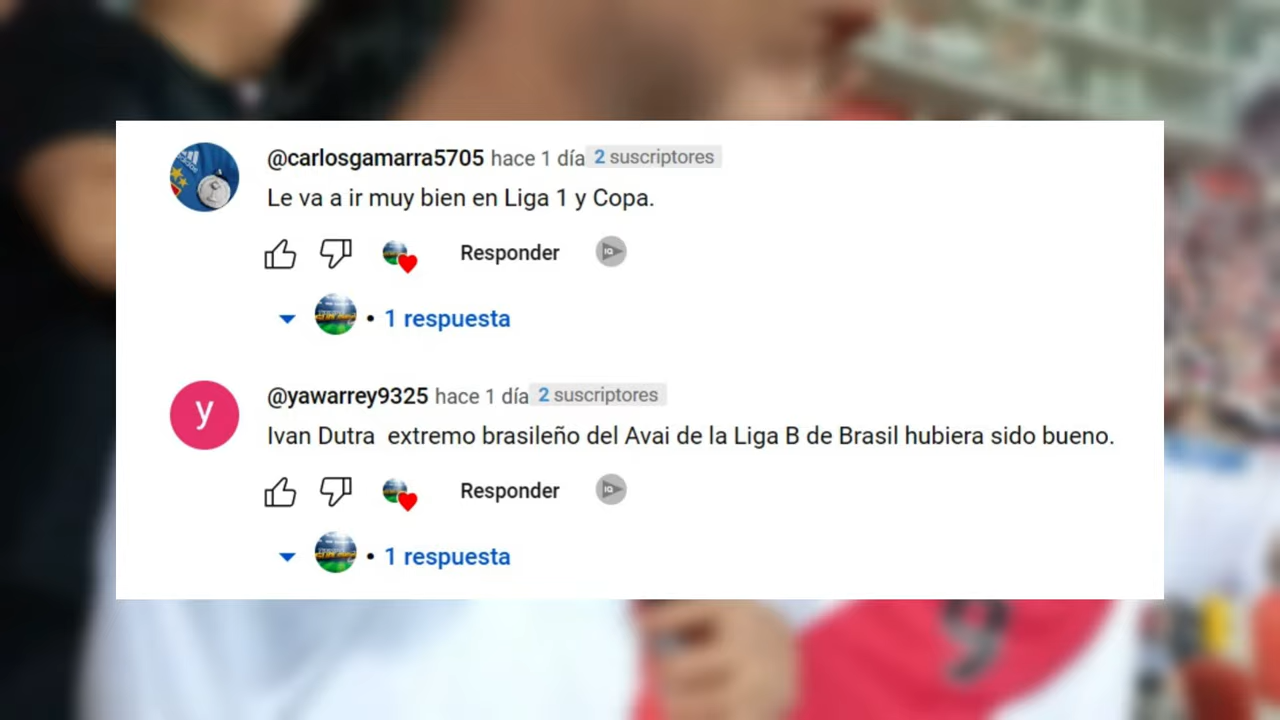 @carlosgamarra5705 hace 1 día 2 suscriptores
Le va a ir muy bien en Liga 1 y Copa.
Responder
• 1 respuesta
y @yawarrey9325 hace 1 día 2 suscriptores
Ivan Dutra  extremo brasileño del Avai de la Liga B de Brasil hubiera sido bueno.
Responder
• 1 respuesta
9